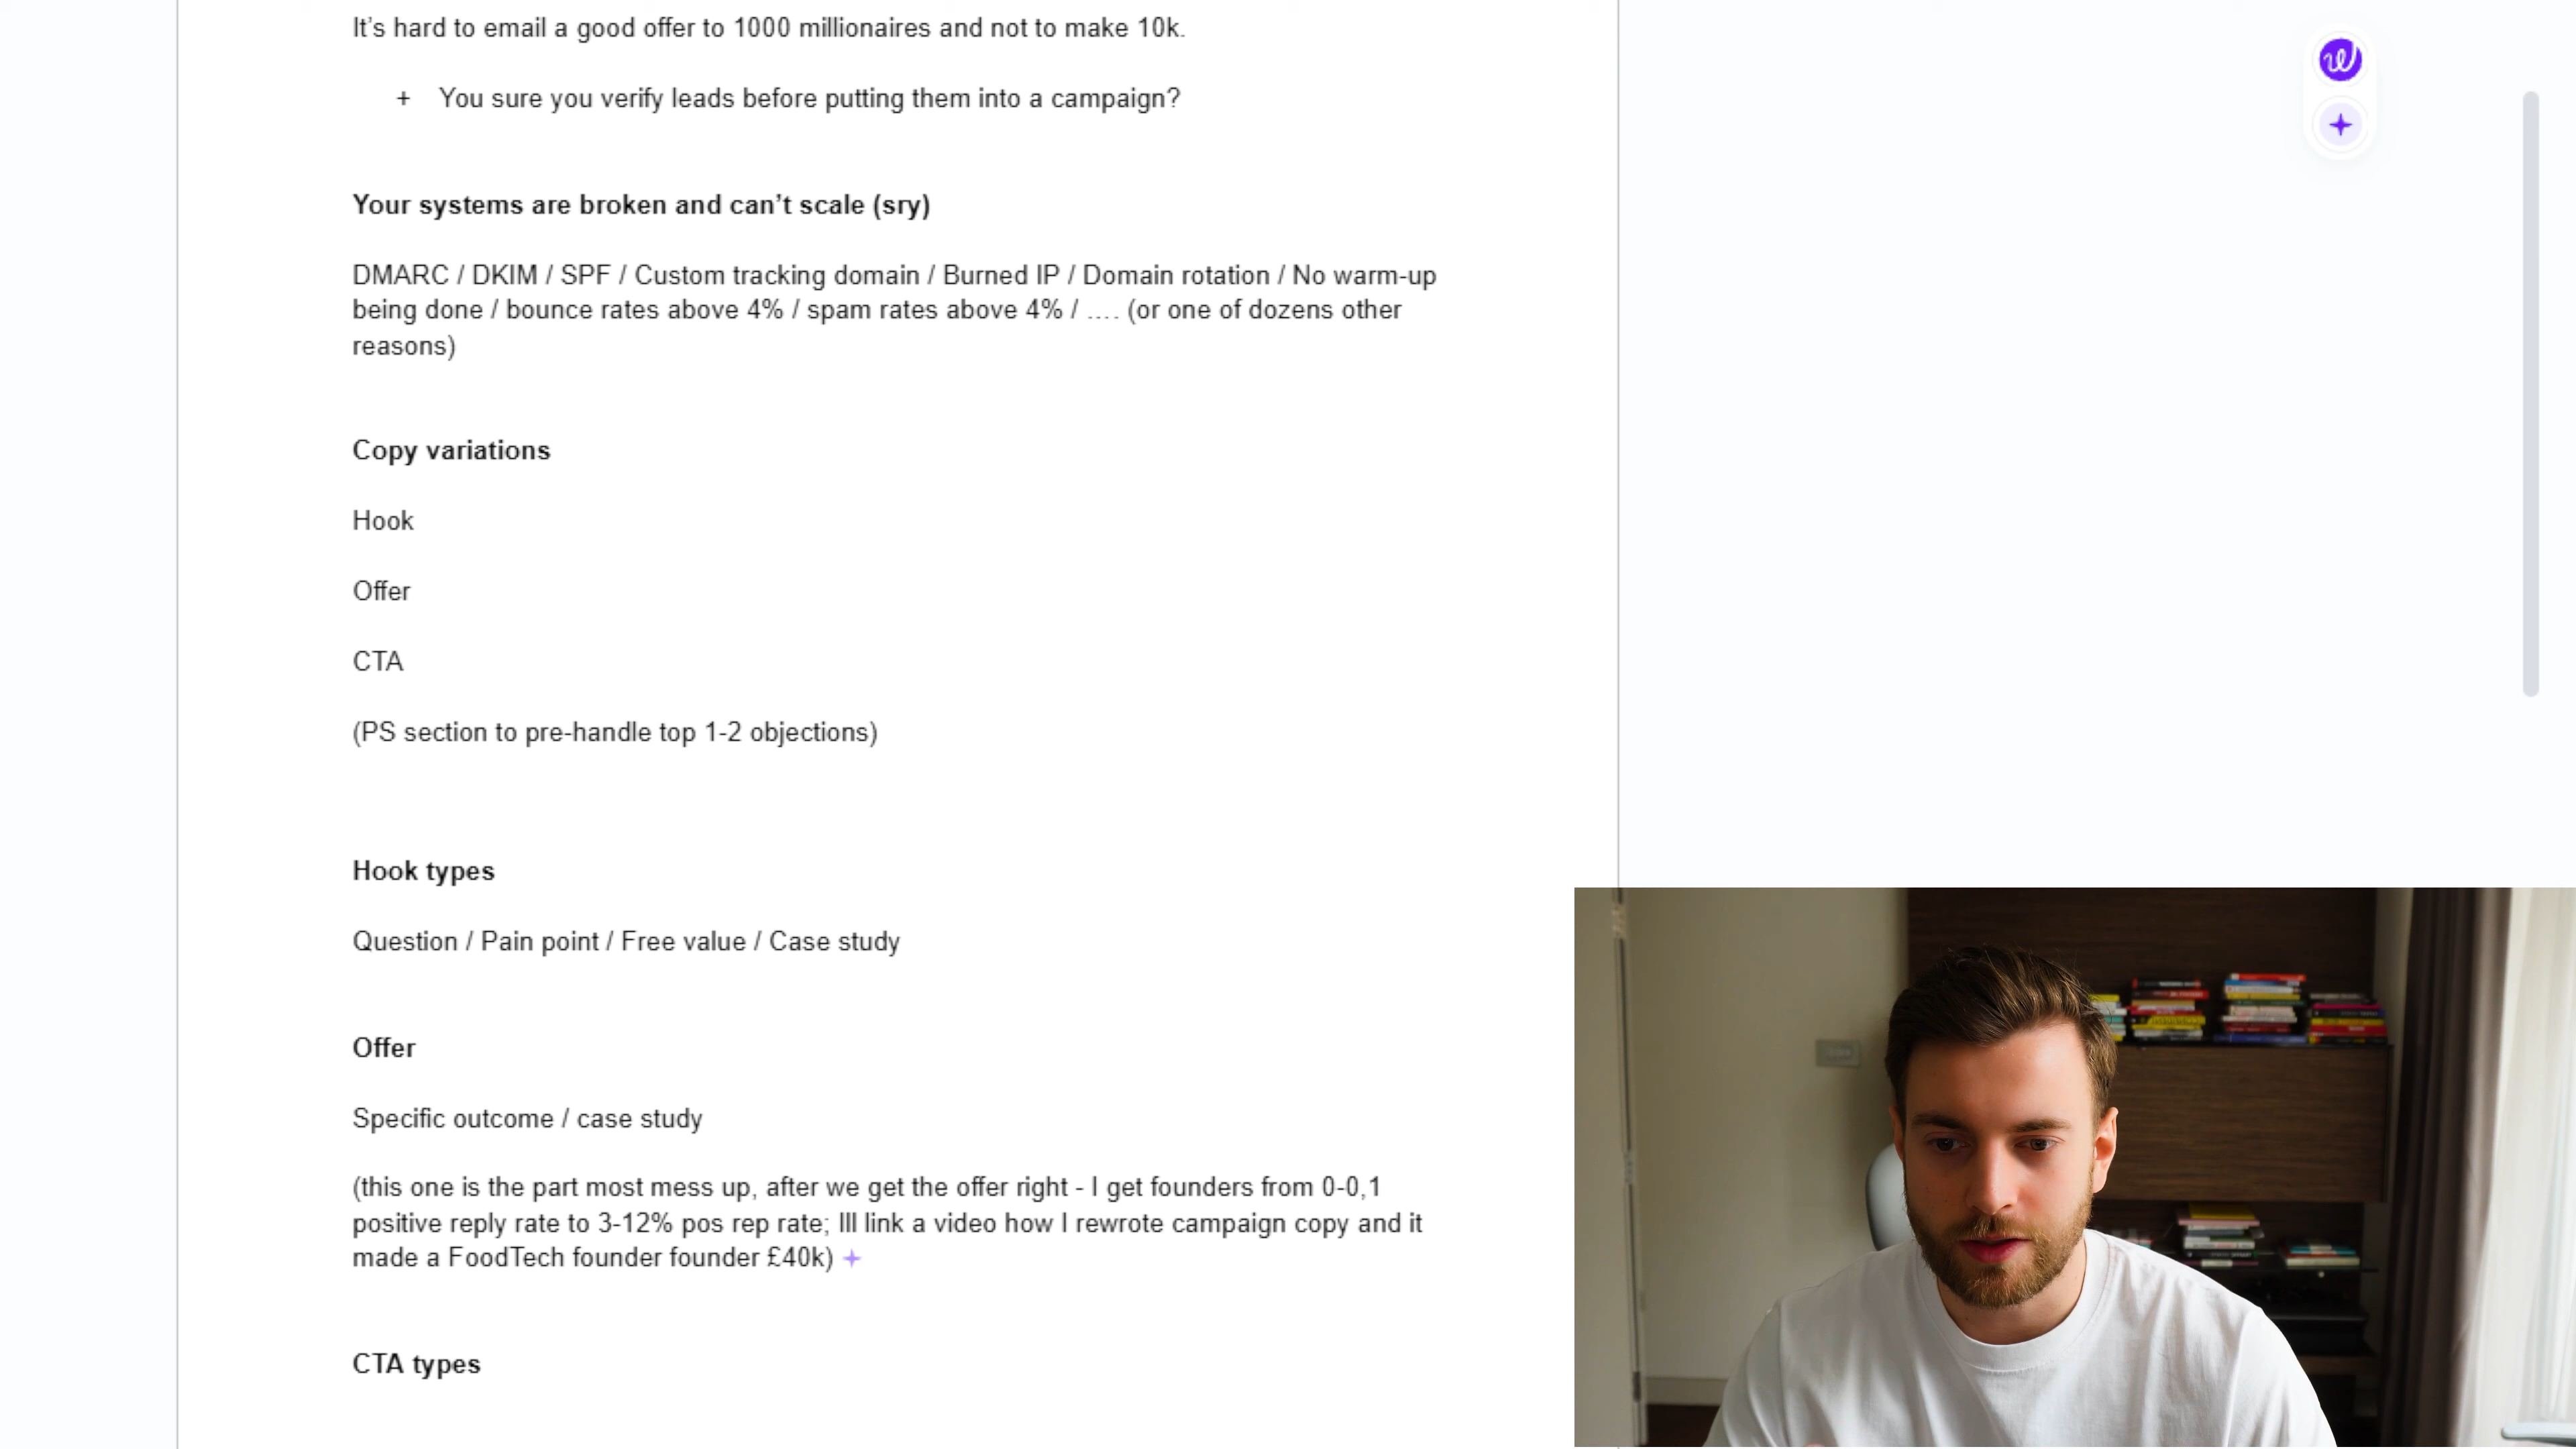 It’s hard to email a good offer to 1000 millionaires and not to make 10k.
+ You sure you verify leads before putting them into a campaign?
Your systems are broken and can’t scale (sry)
DMARC / DKIM / SPF / Custom tracking domain / Burned IP / Domain rotation / No warm-up
being done / bounce rates above 4% / spam rates above 4% / …. (or one of dozens other
reasons)
Copy variations
Hook
Offer
CTA
(PS section to pre-handle top 1-2 objections)
Hook types
Question / Pain point / Free value / Case study
Offer
Specific outcome / case study
(this one is the part most mess up, after we get the offer right - I get founders from 0-0,1
positive reply rate to 3-12% pos rep rate; Ill link a video how I rewrote campaign copy and it
made a FoodTech founder founder £40k)
CTA types